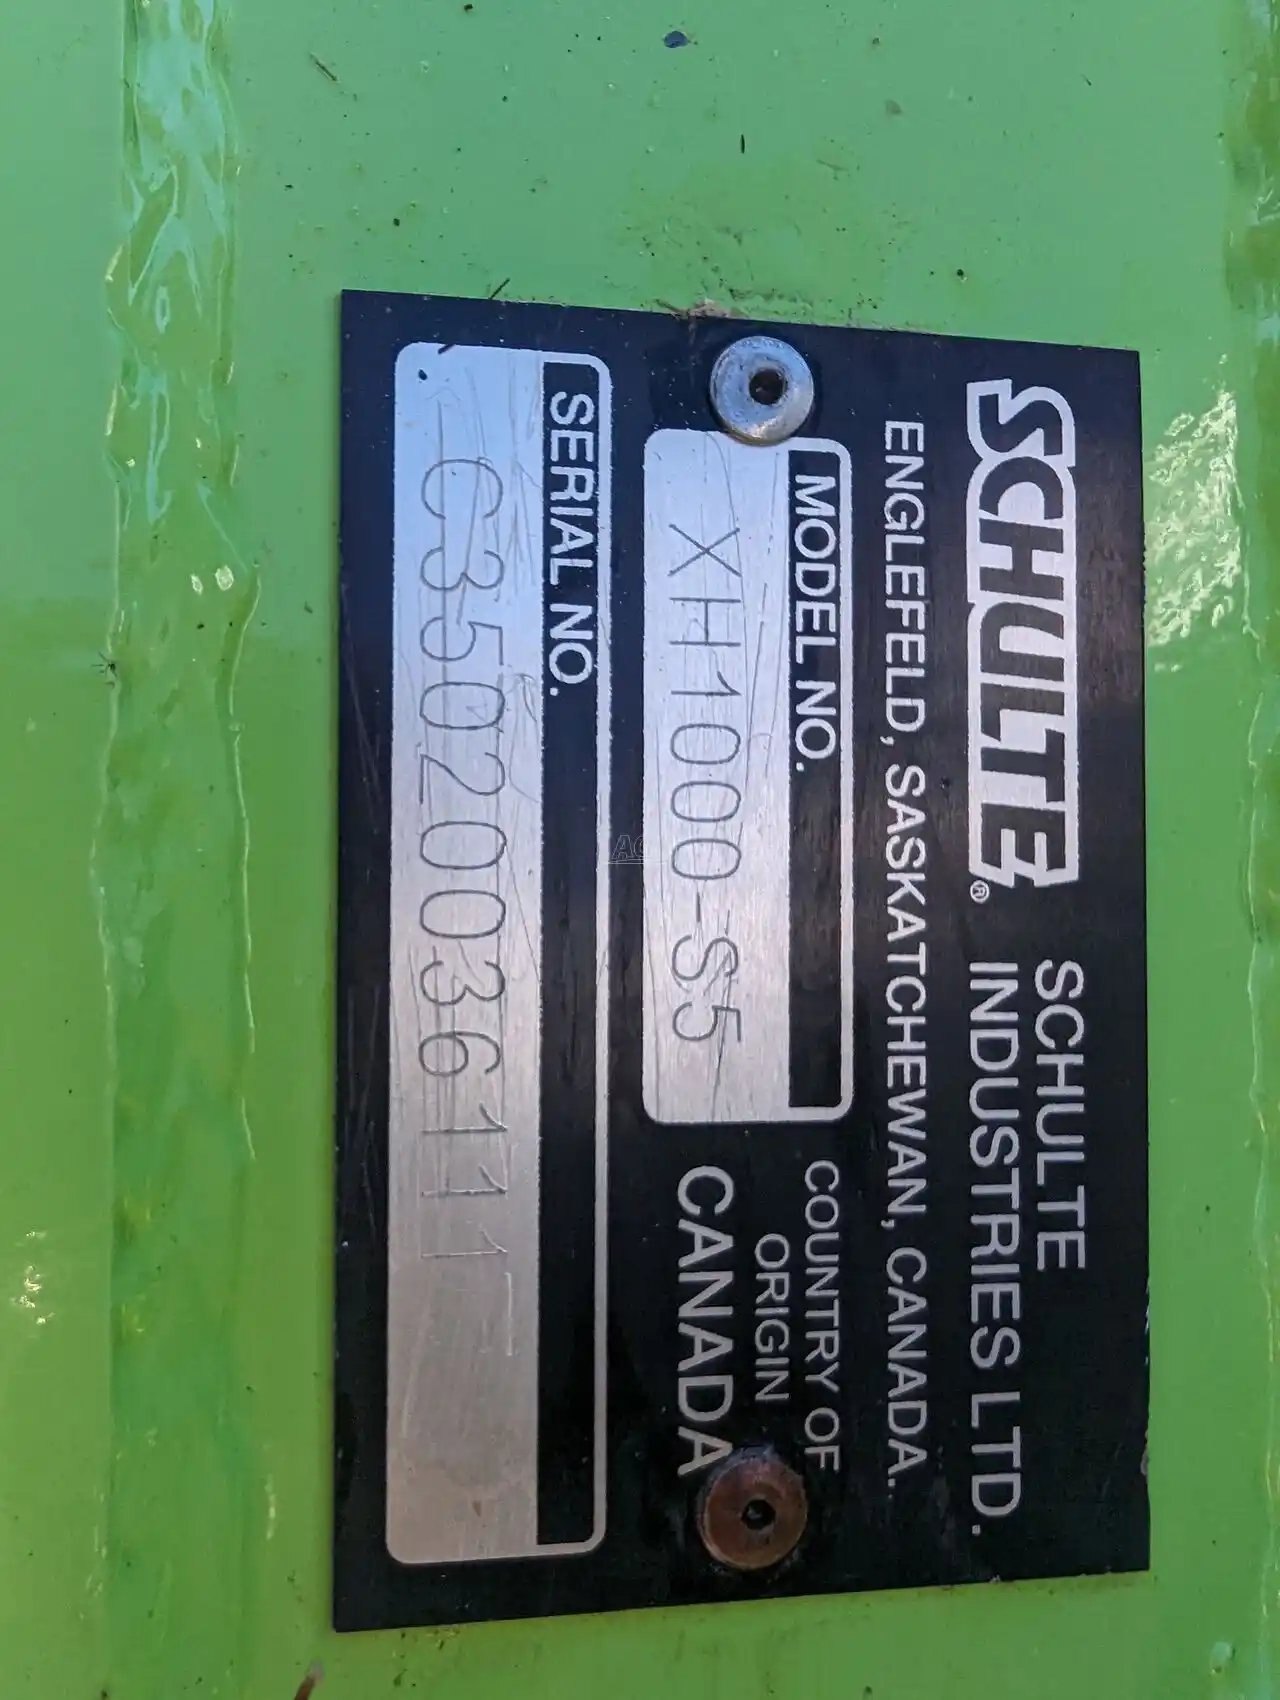 SCHULTE® SCHULTE
INDUSTRIES LTD.
ENGLEFELD, SASKATCHEWAN, CANADA.
MODEL NO.
XH1000-S5
COUNTRY OF
ORIGIN
CANADA
SERIAL NO.
C35020036111